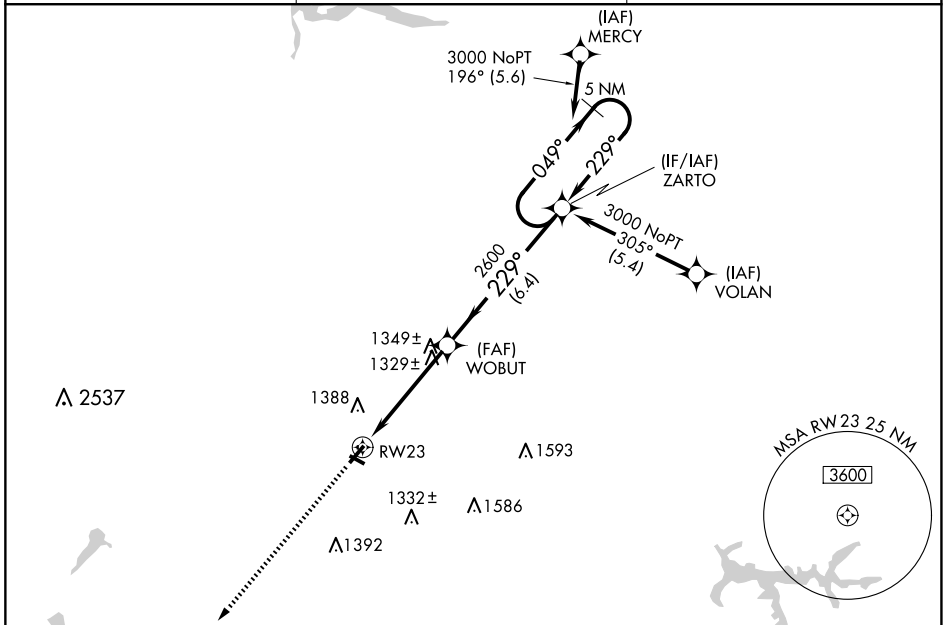 (IAF)
MERCY
3000 NoPT
196° (5.6)
5 NM
049°
229°
(IF/IAF)
ZARTO
3000 NoPT
305°
(5.4)
(IAF)
VOLAN
2600
229°
(6.4)
1349±
1329±
(FAF)
WOBUT
2537
1388
RW23
1593
MSA RW23 25 NM
3600
1332±
1586
1392